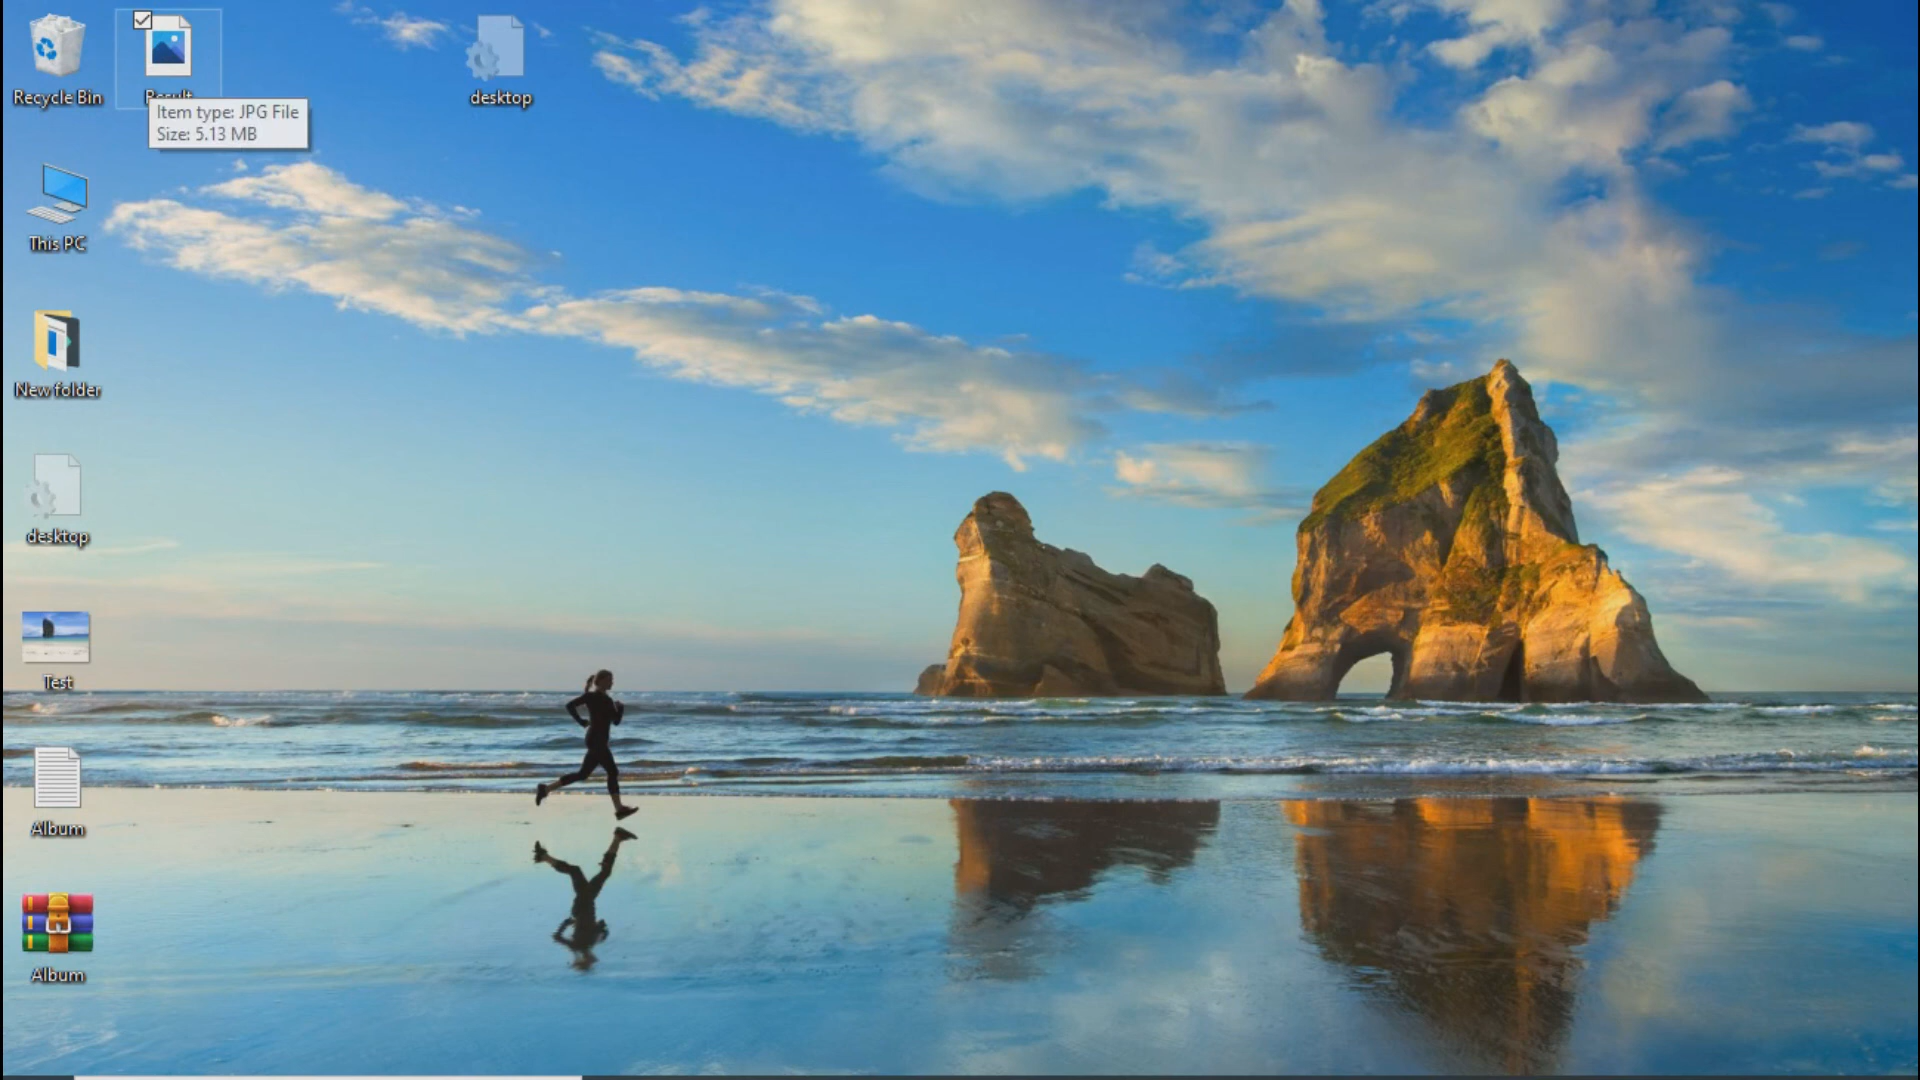 Recycle Bin
Result
desktop
Item type: JPG File
Size: 5.13 MB
This PC
New folder
desktop
Test
Album
Album